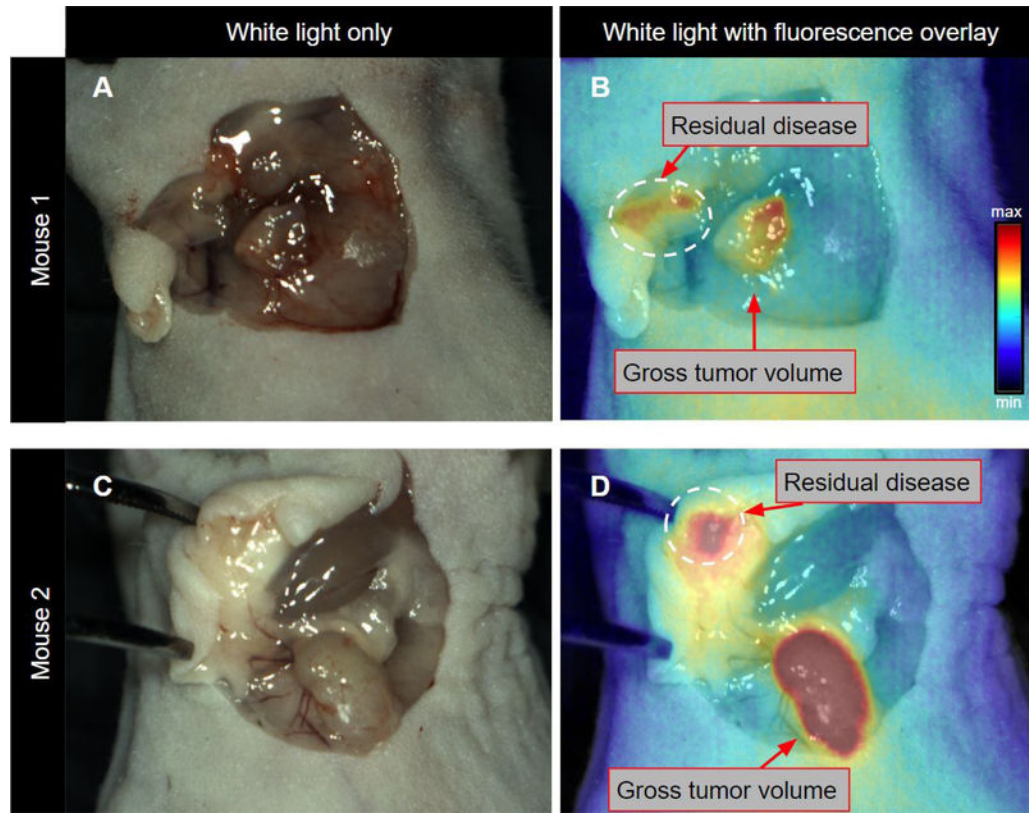 White light only
White light with fluorescence overlay
Mouse 1
A
B
Residual disease
max
min
Gross tumor volume
Mouse 2
C
D
Residual disease
Gross tumor volume